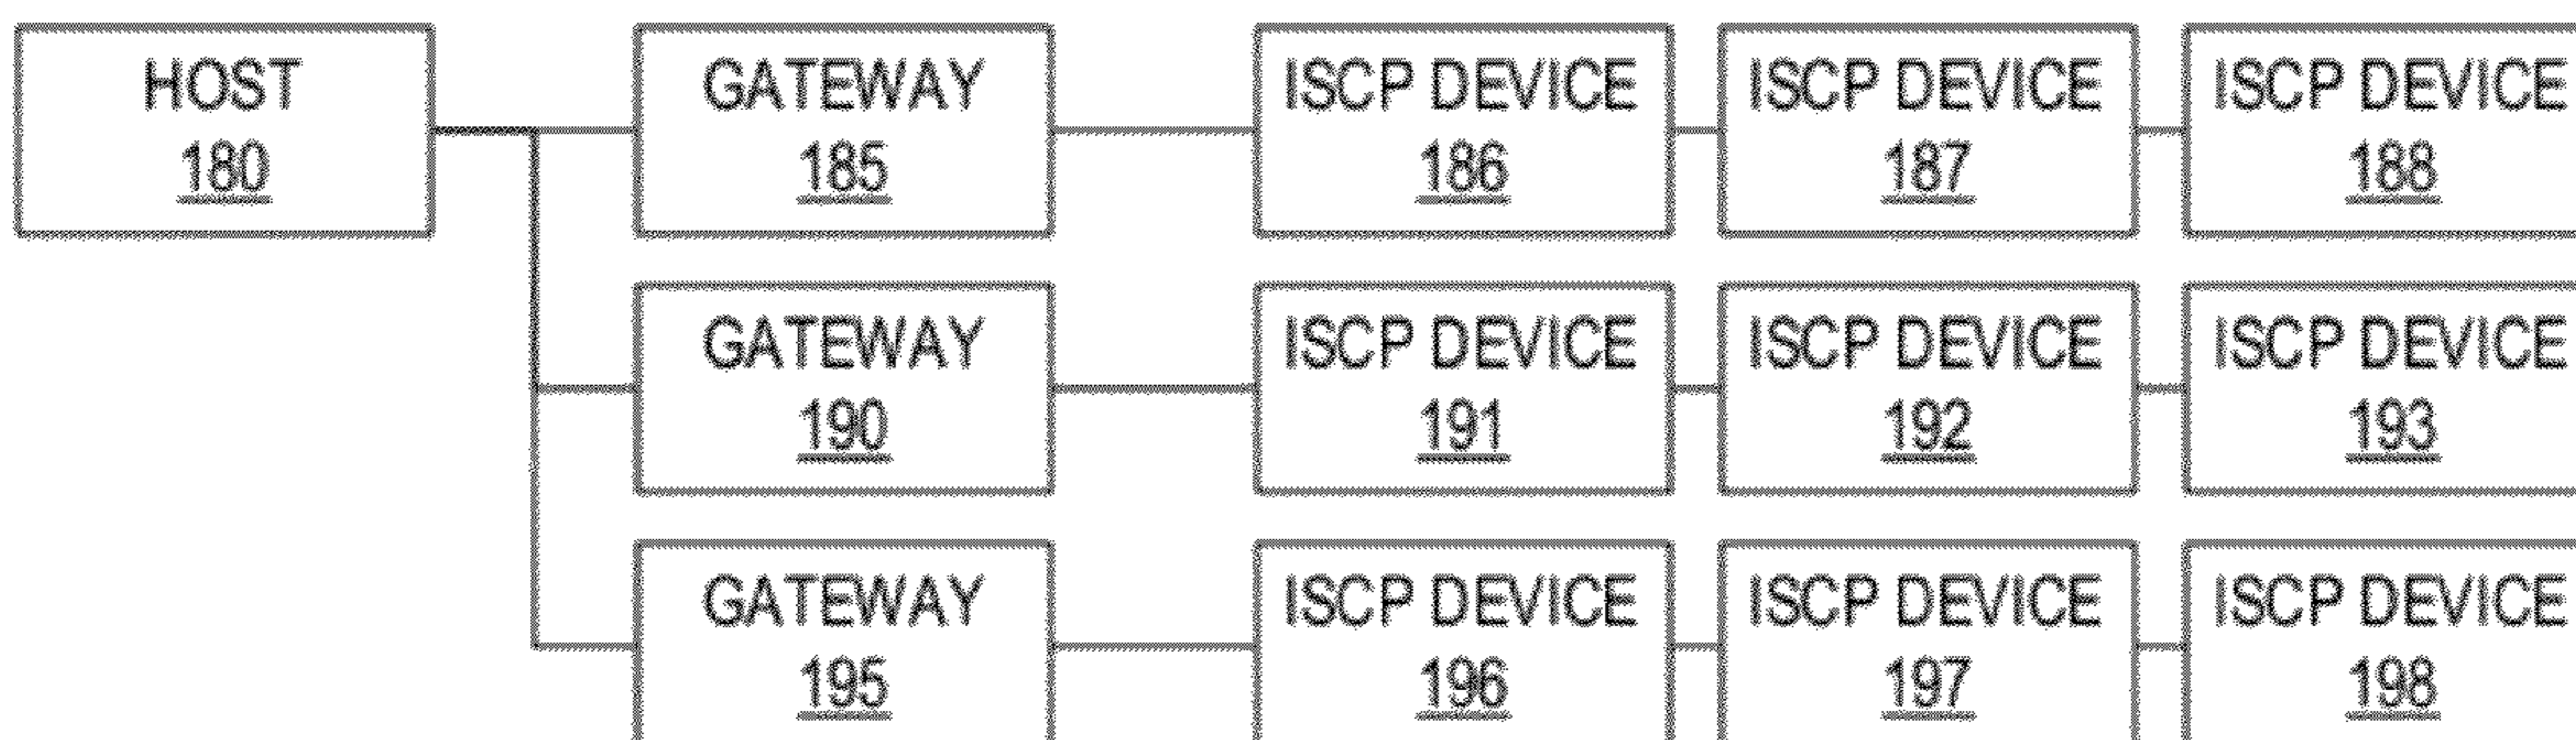 HOST GATEWAY ISCP DEVICE ISCP DEVICE ISCP DEVICE
180 185 186 187 188
GATEWAY ISCP DEVICE ISCP DEVICE ISCP DEVICE
190 191 192 193
GATEWAY ISCP DEVICE ISCP DEVICE ISCP DEVICE
195 196 197 198